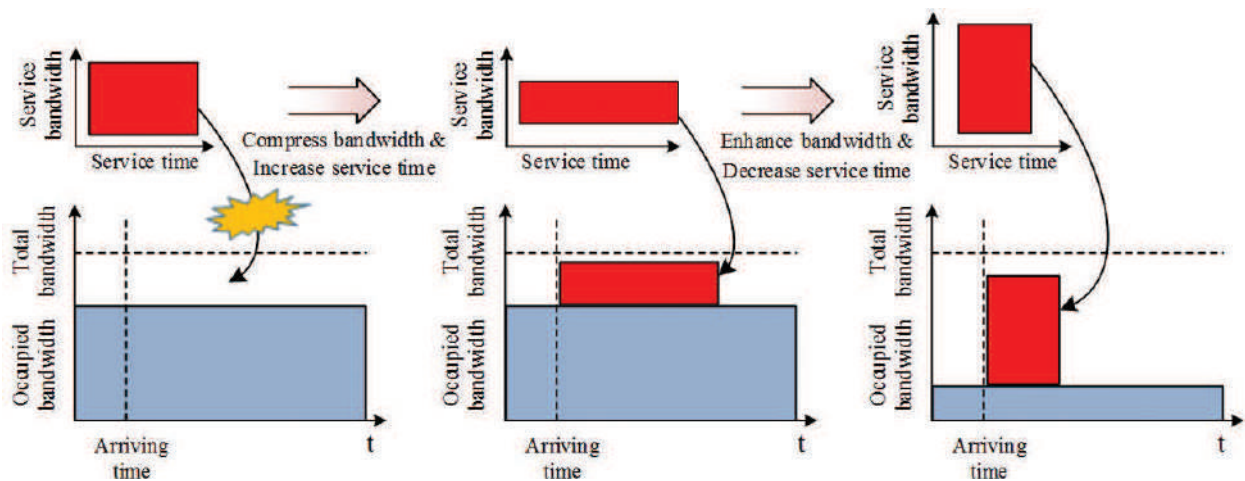 Service
bandwidth
Service time
Compress bandwidth &
Increase service time
Service
bandwidth
Service time
Enhance bandwidth &
Decrease service time
Service
bandwidth
Service time
Total
bandwidth
Occupied
bandwidth
Arriving
time
t
Total
bandwidth
Occupied
bandwidth
Arriving
time
t
Total
bandwidth
Occupied
bandwidth
Arriving
time
t